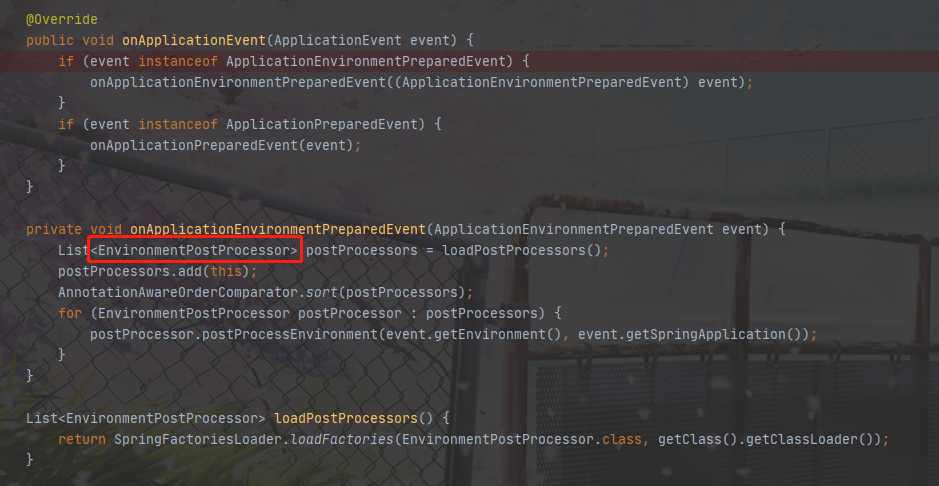 @Override
public void onApplicationEvent(ApplicationEvent event) {
if (event instanceof ApplicationEnvironmentPreparedEvent) {
onApplicationEnvironmentPreparedEvent((ApplicationEnvironmentPreparedEvent) event);
}
if (event instanceof ApplicationPreparedEvent) {
onApplicationPreparedEvent(event);
}
}
private void onApplicationEnvironmentPreparedEvent(ApplicationEnvironmentPreparedEvent event) {
List<EnvironmentPostProcessor> postProcessors = loadPostProcessors();
postProcessors.add(this);
AnnotationAwareOrderComparator.sort(postProcessors);
for (EnvironmentPostProcessor postProcessor : postProcessors) {
postProcessor.postProcessEnvironment(event.getEnvironment(), event.getSpringApplication());
}
}
List<EnvironmentPostProcessor> loadPostProcessors() {
return SpringFactoriesLoader.loadFactories(EnvironmentPostProcessor.class, getClass().getClassLoader());
}